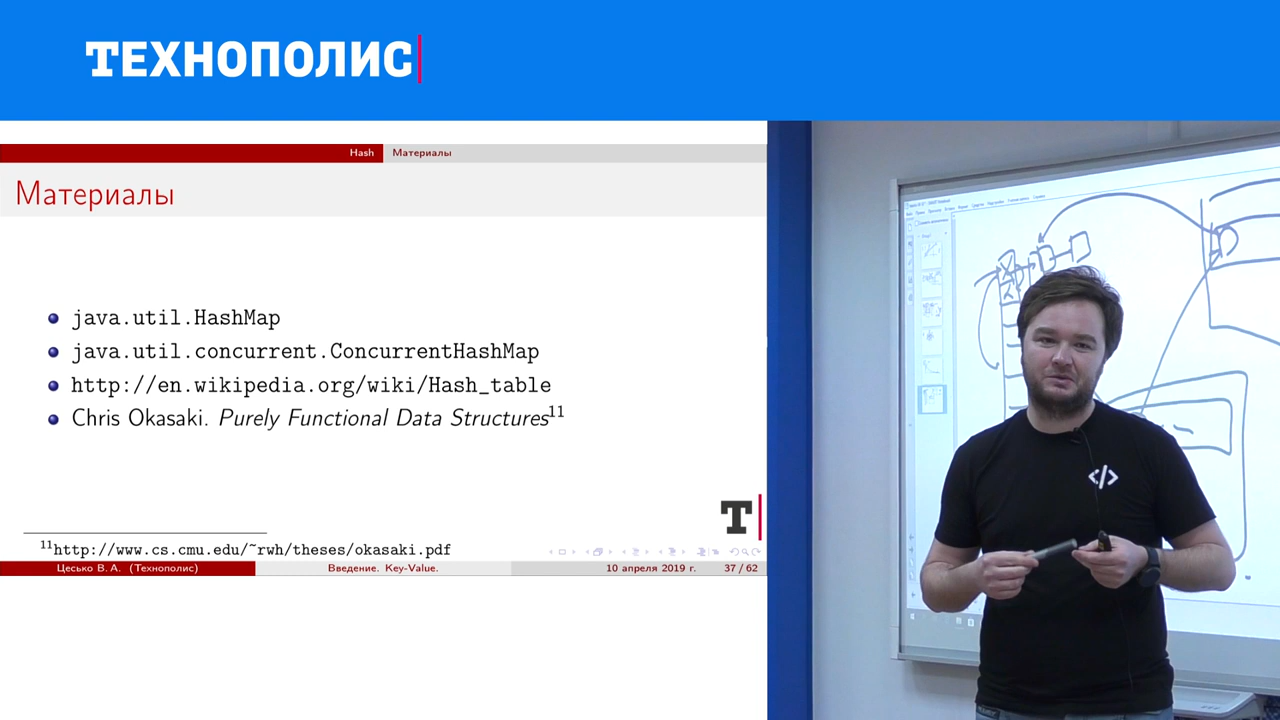 ТЕХНОПОЛИС
Hash Материалы
Материалы
java.util.HashMap
java.util.concurrent.ConcurrentHashMap
http://en.wikipedia.org/wiki/Hash_table
Chris Okasaki. Purely Functional Data Structures11
T
11http://www.cs.cmu.edu/~rwh/theses/okasaki.pdf
Цесько В. А. (Технополис) Введение. Key-Value. 10 апреля 2019 г. 37 / 62
</>